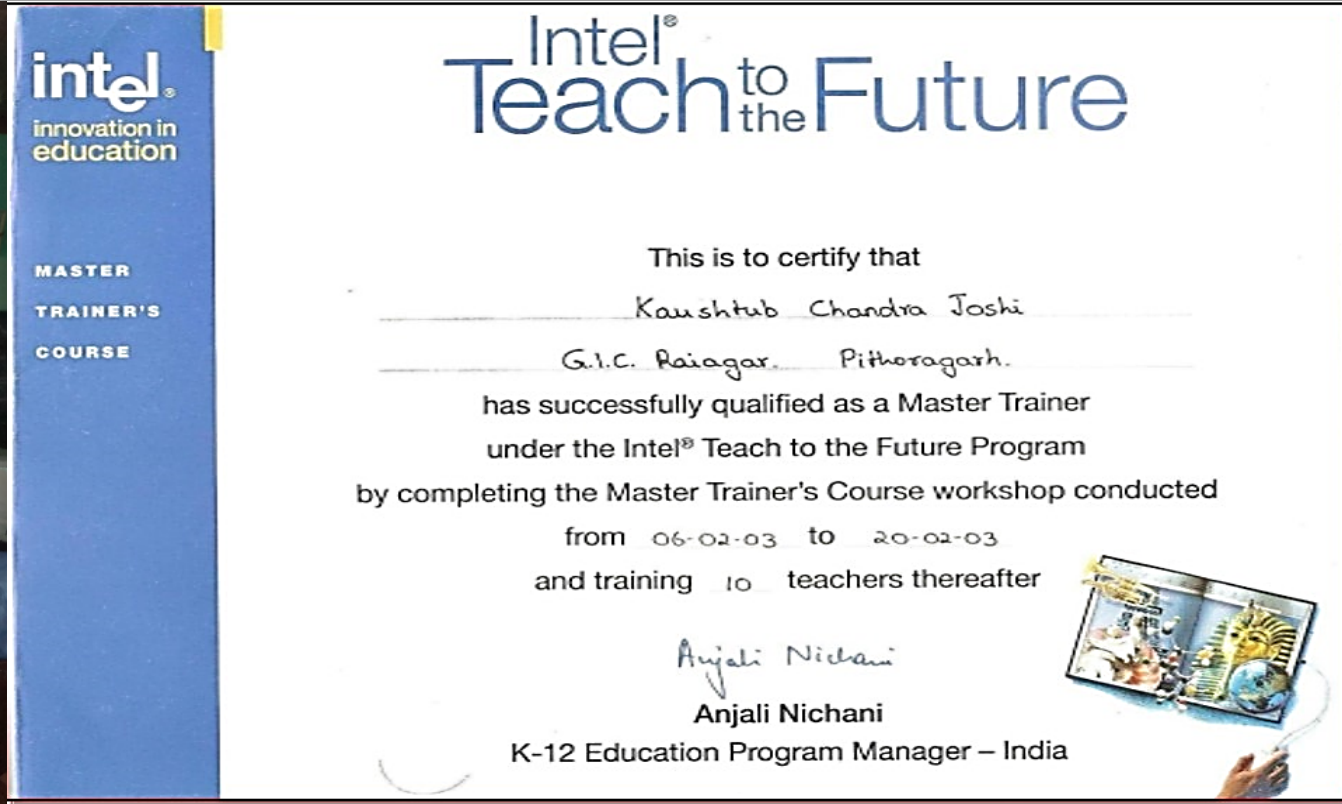 intel®
innovation in
education
MASTER
TRAINER'S
COURSE
Intel®
Teach to the Future
This is to certify that
Kaushtub Chandra Joshi
G.I.C. Raiagar. Pithoragarh.
has successfully qualified as a Master Trainer
under the Intel® Teach to the Future Program
by completing the Master Trainer's Course workshop conducted
from 06-02-03 to 20-02-03
and training 10 teachers thereafter
Anjali Nichani
Anjali Nichani
K-12 Education Program Manager – India